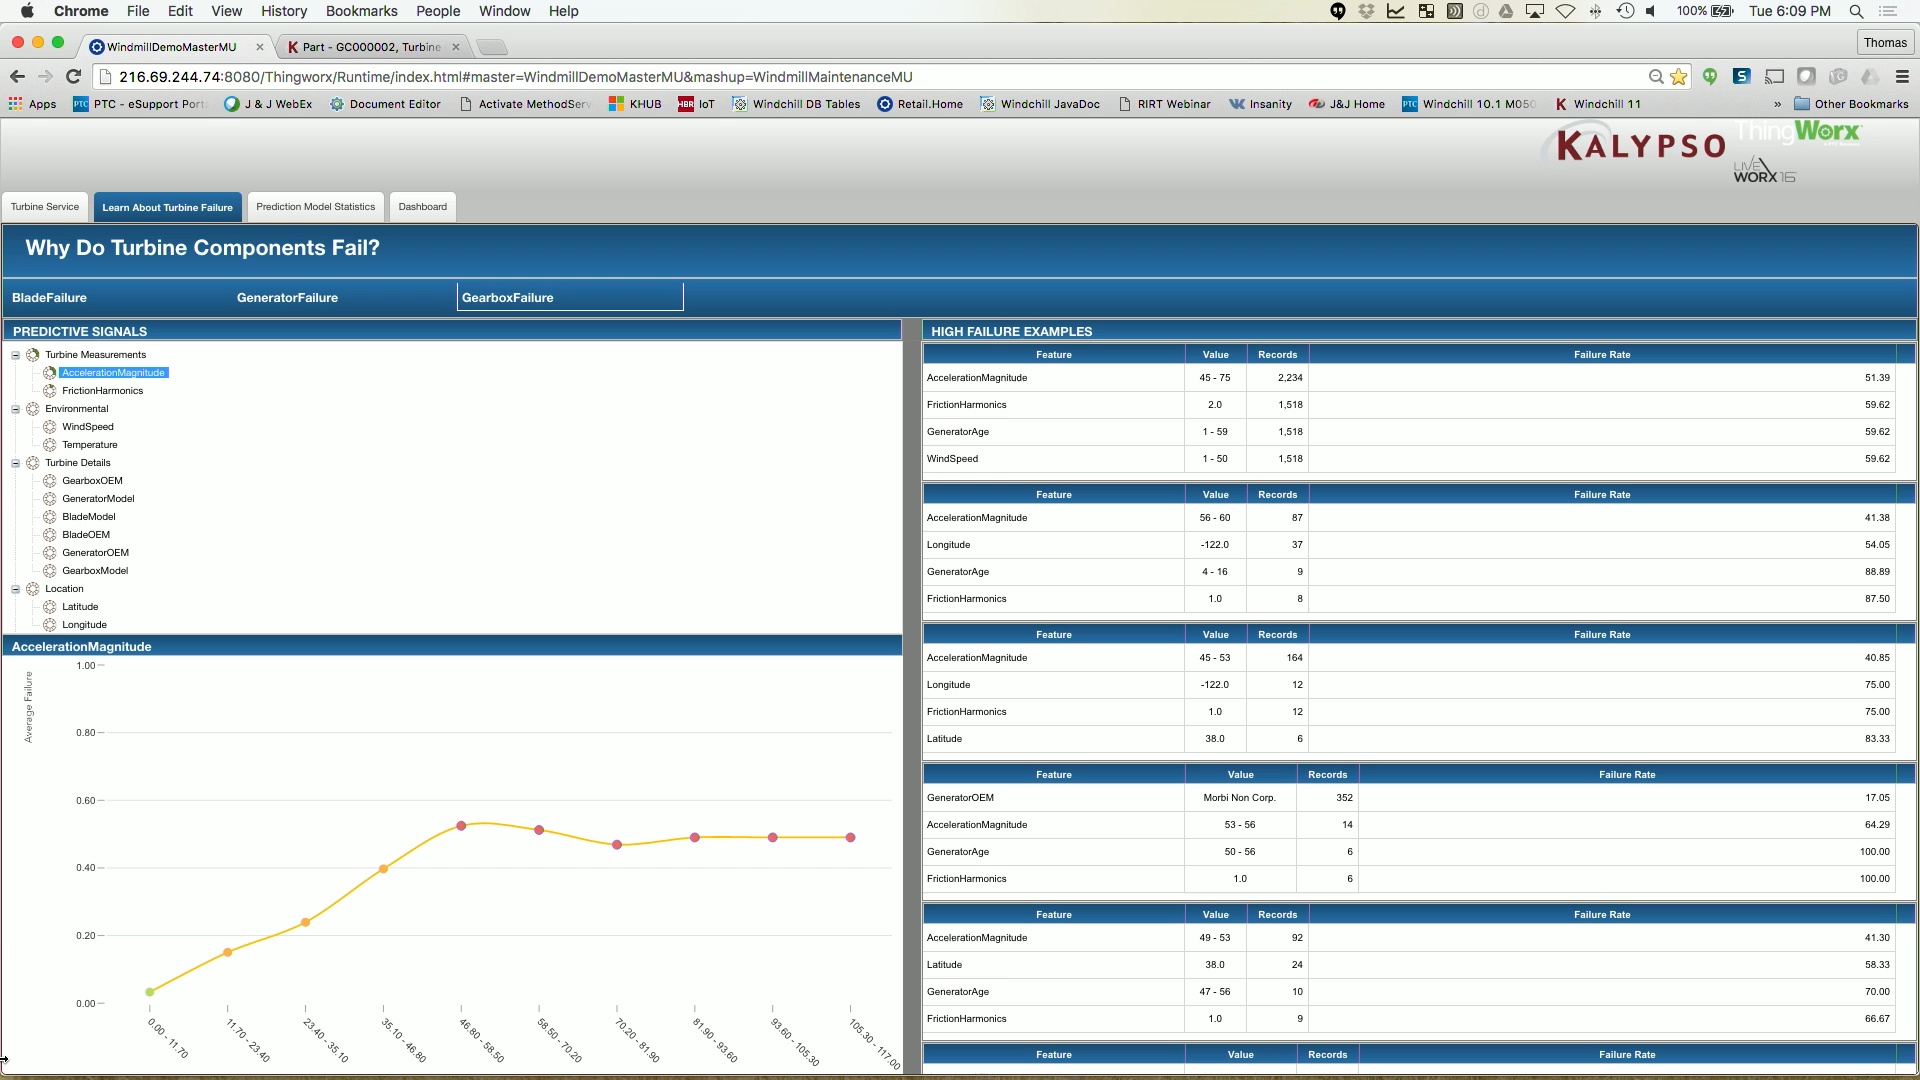 Chrome File Edit View History Bookmarks People Window Help
100% Tue 6:09 PM
WindmillDemoMasterMU
Part - GC000002, Turbine
Thomas
216.69.244.74:8080/Thingworx/Runtime/index.html#master=WindmillDemoMasterMU&mashup=WindmillMaintenanceMU
Apps PTC - eSupport Port J & J WebEx Document Editor Activate MethodServ KHUB IoT Windchill DB Tables Retail.Home Windchill JavaDoc RIRT Webinar Insanity J&J Home Windchill 10.1 M050 Windchill 11 » Other Bookmarks
KALYPSO
ThingWorx
LIVE
WORX 16
Turbine Service Learn About Turbine Failure Prediction Model Statistics Dashboard
Why Do Turbine Components Fail?
BladeFailure GeneratorFailure GearboxFailure
PREDICTIVE SIGNALS
Turbine Measurements
AccelerationMagnitude
FrictionHarmonics
Environmental
WindSpeed
Temperature
Turbine Details
GearboxOEM
GeneratorModel
BladeModel
BladeOEM
GeneratorOEM
GearboxModel
Location
Latitude
Longitude
AccelerationMagnitude
Average Failure
1.00
0.80
0.60
0.40
0.20
0.00
0.00 - 11.70
11.70 - 23.40
23.40 - 35.10
35.10 - 46.80
46.80 - 58.50
58.50 - 70.20
70.20 - 81.90
81.90 - 93.60
93.60 - 105.30
105.30 - 117.00
HIGH FAILURE EXAMPLES
Feature Value Records Failure Rate
AccelerationMagnitude 45 - 75 2,234 51.39
FrictionHarmonics 2.0 1,518 59.62
GeneratorAge 1 - 59 1,518 59.62
WindSpeed 1 - 50 1,518 59.62
Feature Value Records Failure Rate
AccelerationMagnitude 56 - 60 87 41.38
Longitude -122.0 37 54.05
GeneratorAge 4 - 16 9 88.89
FrictionHarmonics 1.0 8 87.50
Feature Value Records Failure Rate
AccelerationMagnitude 45 - 53 164 40.85
Longitude -122.0 12 75.00
FrictionHarmonics 1.0 12 75.00
Latitude 38.0 6 83.33
Feature Value Records Failure Rate
GeneratorOEM Morbi Non Corp. 352 17.05
AccelerationMagnitude 53 - 56 14 64.29
GeneratorAge 50 - 56 6 100.00
FrictionHarmonics 1.0 6 100.00
Feature Value Records Failure Rate
AccelerationMagnitude 49 - 53 92 41.30
Latitude 38.0 24 58.33
GeneratorAge 47 - 56 10 70.00
FrictionHarmonics 1.0 9 66.67
Feature Value Records Failure Rate